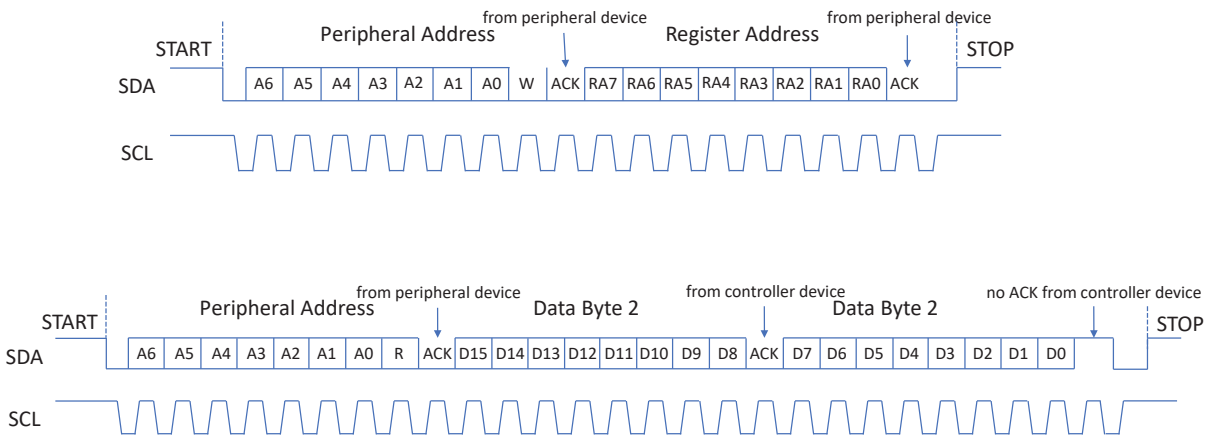 from peripheral device from peripheral device
Peripheral Address Register Address
START STOP
SDA A6 A5 A4 A3 A2 A1 A0 W ACK RA7 RA6 RA5 RA4 RA3 RA2 RA1 RA0 ACK
SCL
from peripheral device from controller device no ACK from controller device
Peripheral Address Data Byte 2 Data Byte 2
START STOP
SDA A6 A5 A4 A3 A2 A1 A0 R ACK D15 D14 D13 D12 D11 D10 D9 D8 ACK D7 D6 D5 D4 D3 D2 D1 D0
SCL